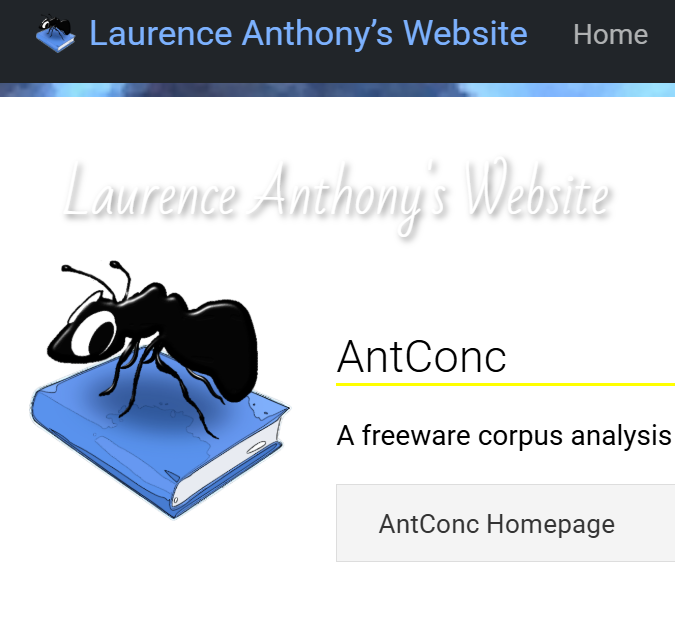 Laurence Anthony’s Website Home
Laurence Anthony's Website
AntConc
A freeware corpus analysis
AntConc Homepage